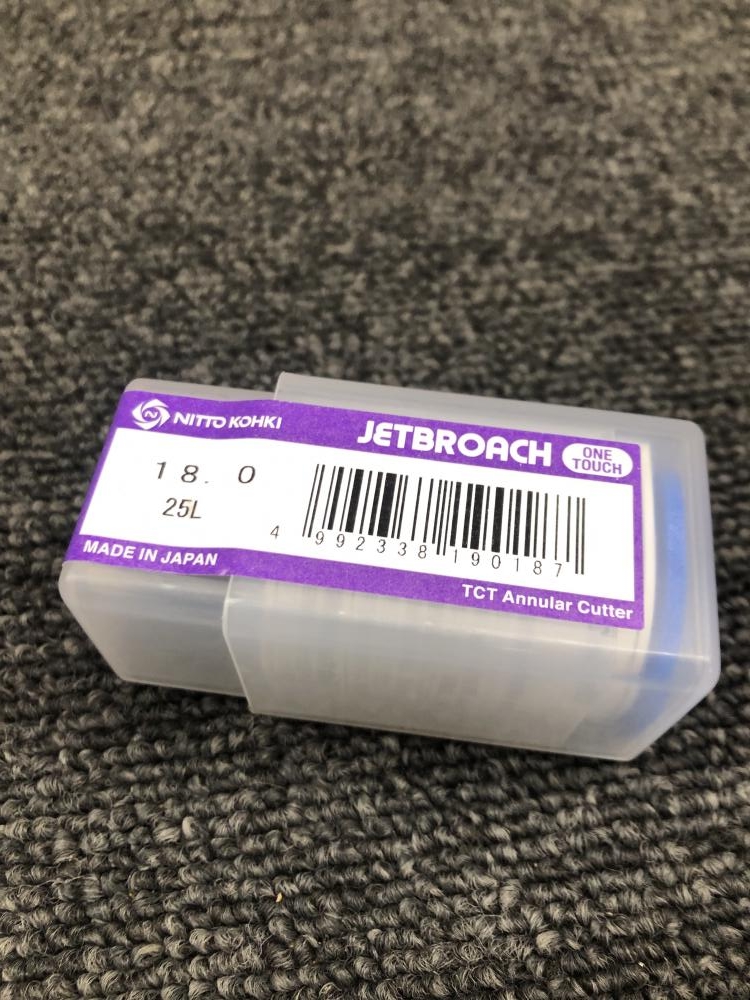 NITTO KOHKI
JETBROACH
ONE
TOUCH
18.0
25L
4 992338 190187
MADE IN JAPAN
TCT Annular Cutter